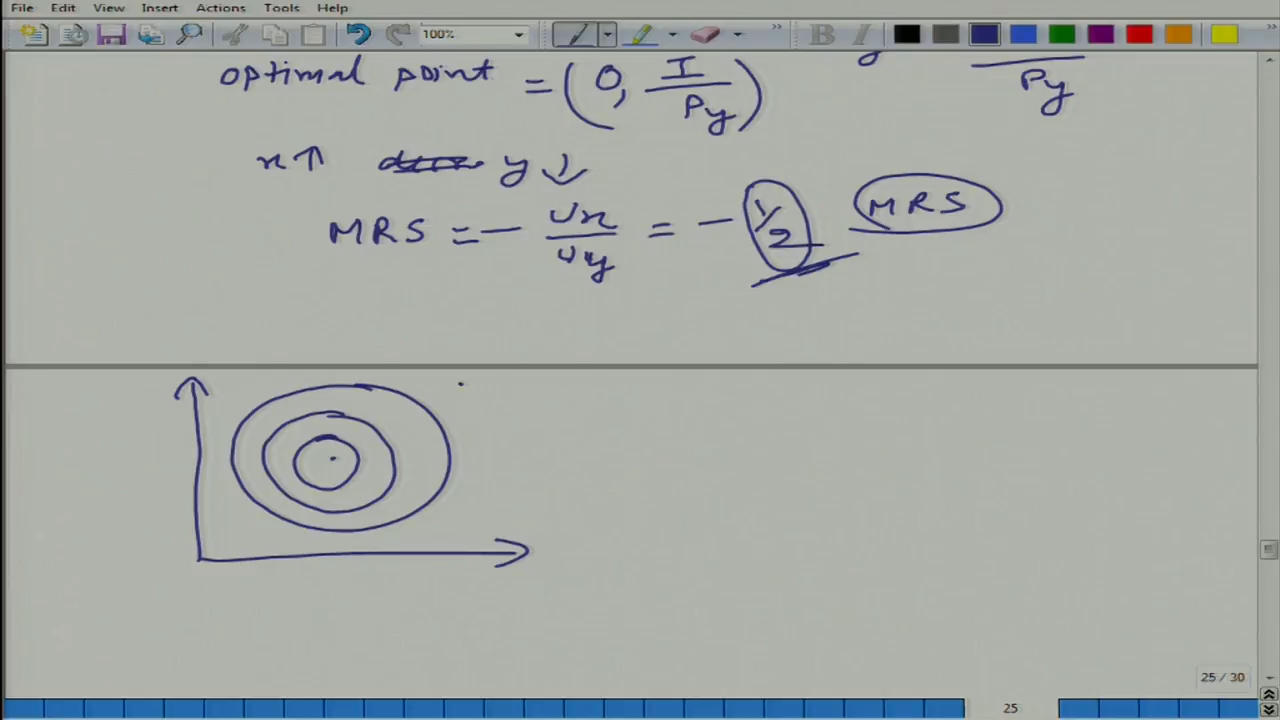 File Edit View Insert Actions Tools Help
100%
B I
optimal point = (0, I/Py)
Py
x↑ y↓
MRS = - Ux/Uy = - 1/2 MRS
25 / 30
25